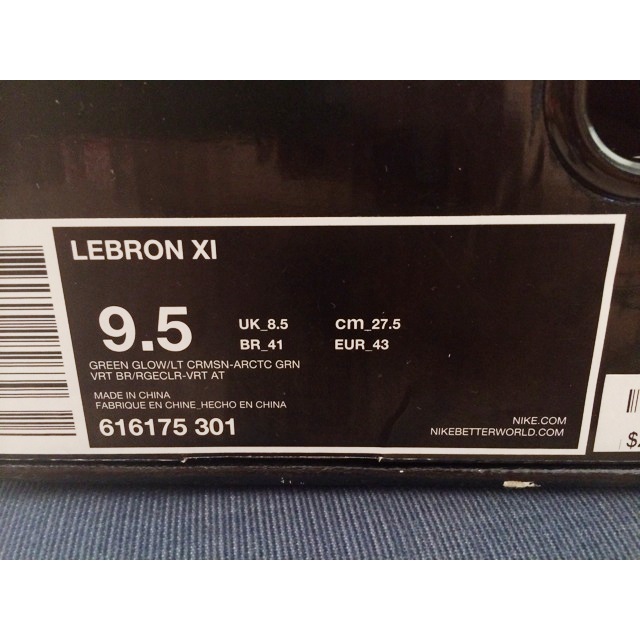 LEBRON XI
9.5
UK_8.5
cm_27.5
BR_41
EUR_43
GREEN GLOW/LT CRMSN-ARCTC GRN
VRT BR/RGECLR-VRT AT
MADE IN CHINA
FABRIQUE EN CHINE_HECHO EN CHINA
616175 301
NIKE.COM
NIKEBETTERWORLD.COM